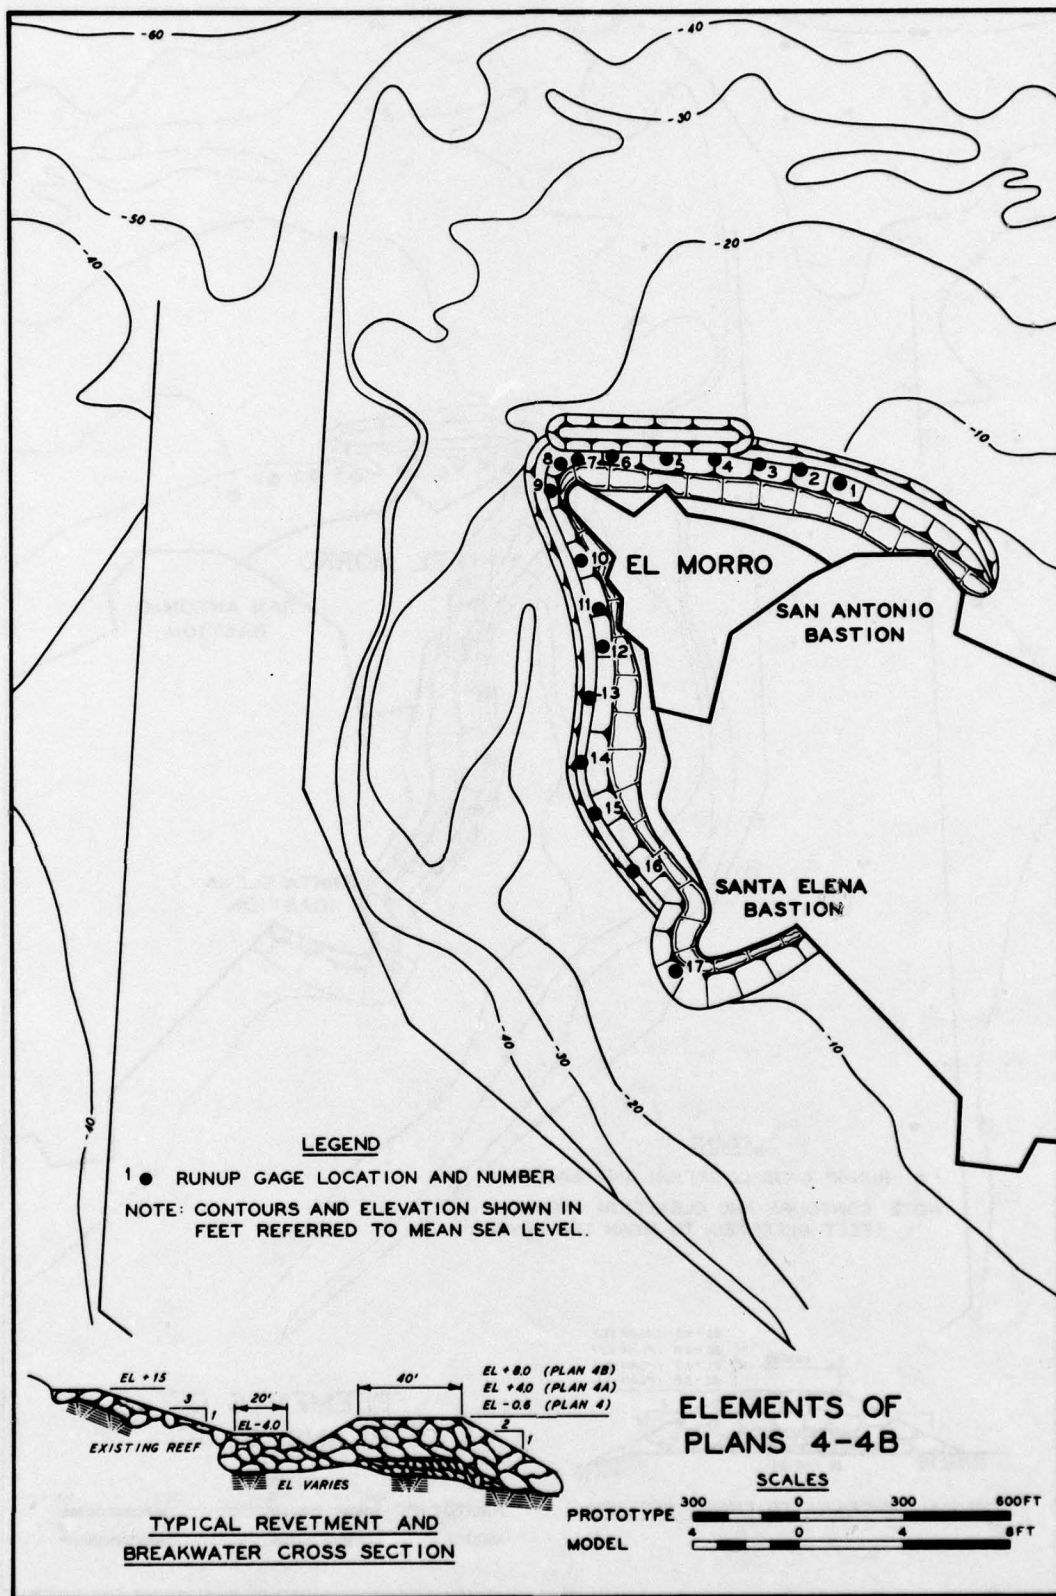 -60
-40
-30
-50
-40
-20
-10
8
7
6
5
4
3
2
1
9
10
EL MORRO
11
SAN ANTONIO
BASTION
12
13
14
15
16
SANTA ELENA
BASTION
17
-10
-40
-30
-20
-40
LEGEND
1 ● RUNUP GAGE LOCATION AND NUMBER
NOTE: CONTOURS AND ELEVATION SHOWN IN
FEET REFERRED TO MEAN SEA LEVEL.
EL +15
3
1
20'
EL-4.0
40'
EL +8.0 (PLAN 4B)
EL +4.0 (PLAN 4A)
EL -0.6 (PLAN 4)
2
1
EXISTING REEF
EL VARIES
TYPICAL REVETMENT AND
BREAKWATER CROSS SECTION
ELEMENTS OF
PLANS 4-4B
SCALES
300 0 300 600FT
PROTOTYPE
4 0 4 8FT
MODEL